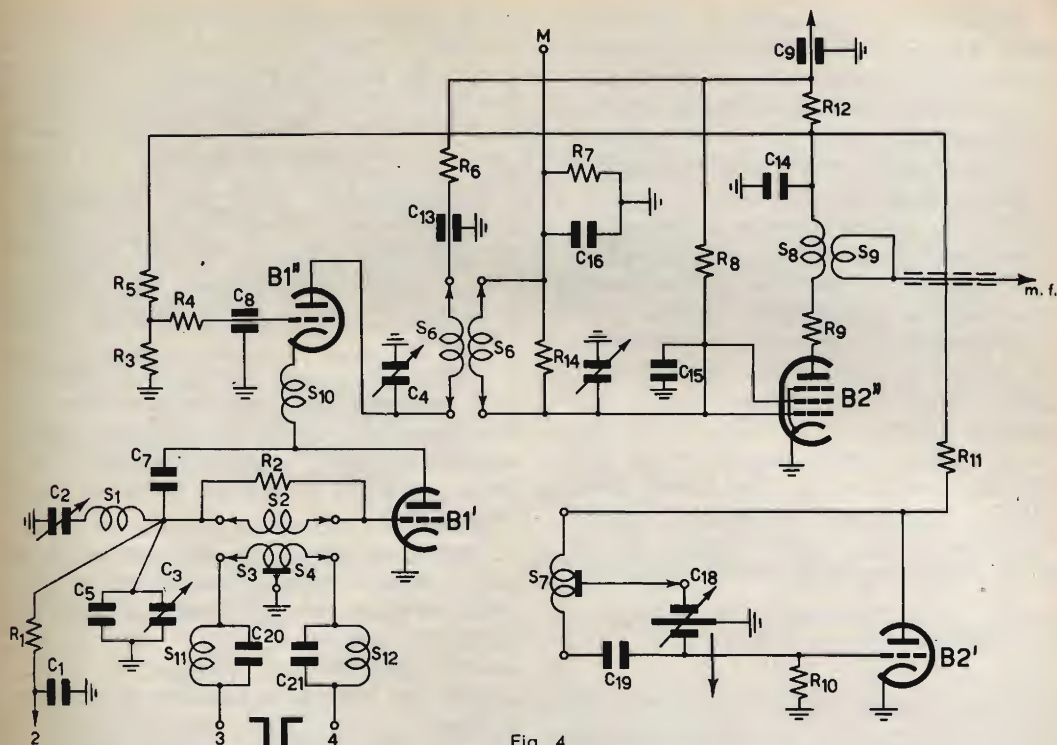 C9
M
R12
R6
R7
C14
C13
C16
S8
S9
m.f.
R5
R4
C8
B1"
R8
R3
S6
S6
R14
C15
R9
B2"
C4
S10
R11
C7
R2
C2
S1
S2
B1'
S3
S4
C5
C3
S7
C18
R1
S11
C20
C21
S12
C19
R10
B2'
C1
2
3
4
Fig. 4